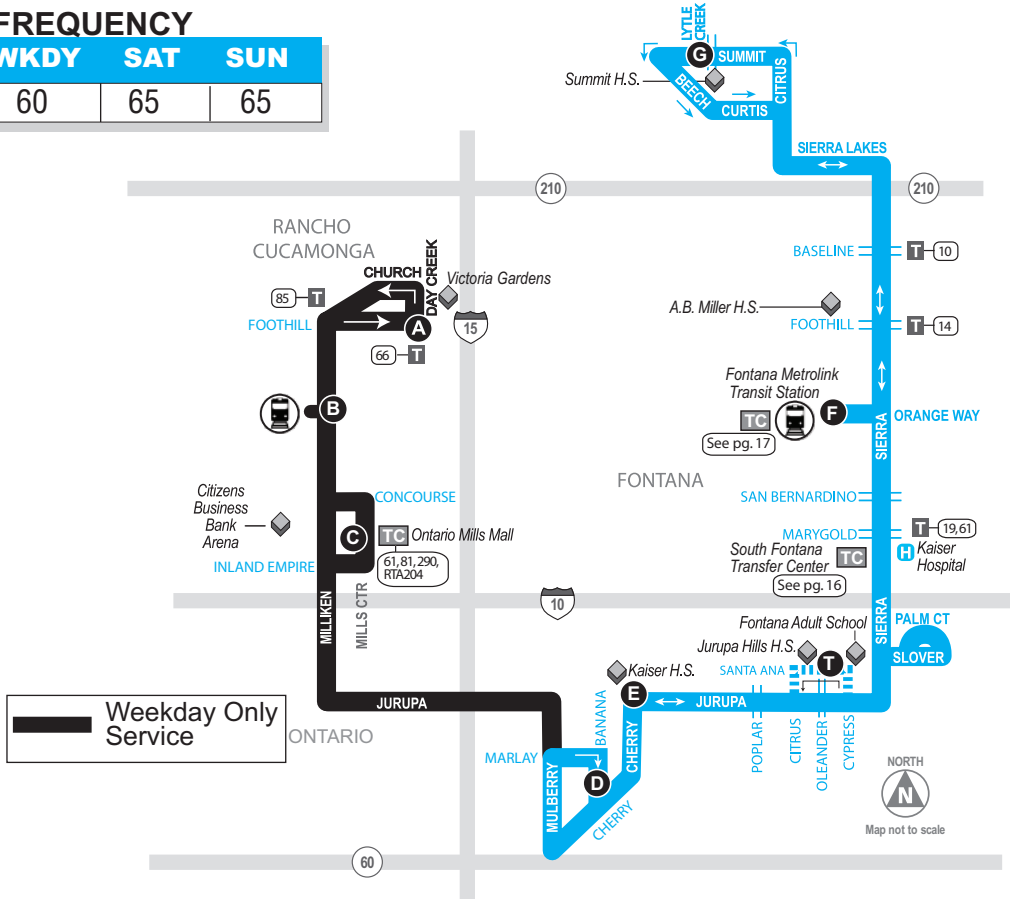 FREQUENCY
WKDY SAT SUN
60 65 65
LYTLE
CREEK
G
SUMMIT
Summit H.S.
BEECH
CITRUS
CURTIS
SIERRA LAKES
210
210
RANCHO
CUCAMONGA
BASELINE
T
10
CHURCH
DAY CREEK
Victoria Gardens
85
T
A.B. Miller H.S.
FOOTHILL
A
15
FOOTHILL
T
14
66
T
Fontana Metrolink
Transit Station
B
TC
F
ORANGE WAY
See pg. 17
SIERRA
FONTANA
Citizens
Business
Bank
Arena
CONCOURSE
SAN BERNARDINO
C
TC
Ontario Mills Mall
MARYGOLD
T
19,61
INLAND EMPIRE
61,81,290,
RTA204
South Fontana
Transfer Center
TC
H
Kaiser
Hospital
See pg. 16
MILLIKEN
MILLS CTR
10
SIERRA
PALM CT
Fontana Adult School
Jurupa Hills H.S.
SLOVER
Kaiser H.S.
SANTA ANA
T
E
JURUPA
JURUPA
Weekday Only
Service
ONTARIO
BANANA
CHERRY
POPLAR
CITRUS
OLEANDER
CYPRESS
MARLAY
D
MULBERRY
CHERRY
NORTH
N
Map not to scale
60